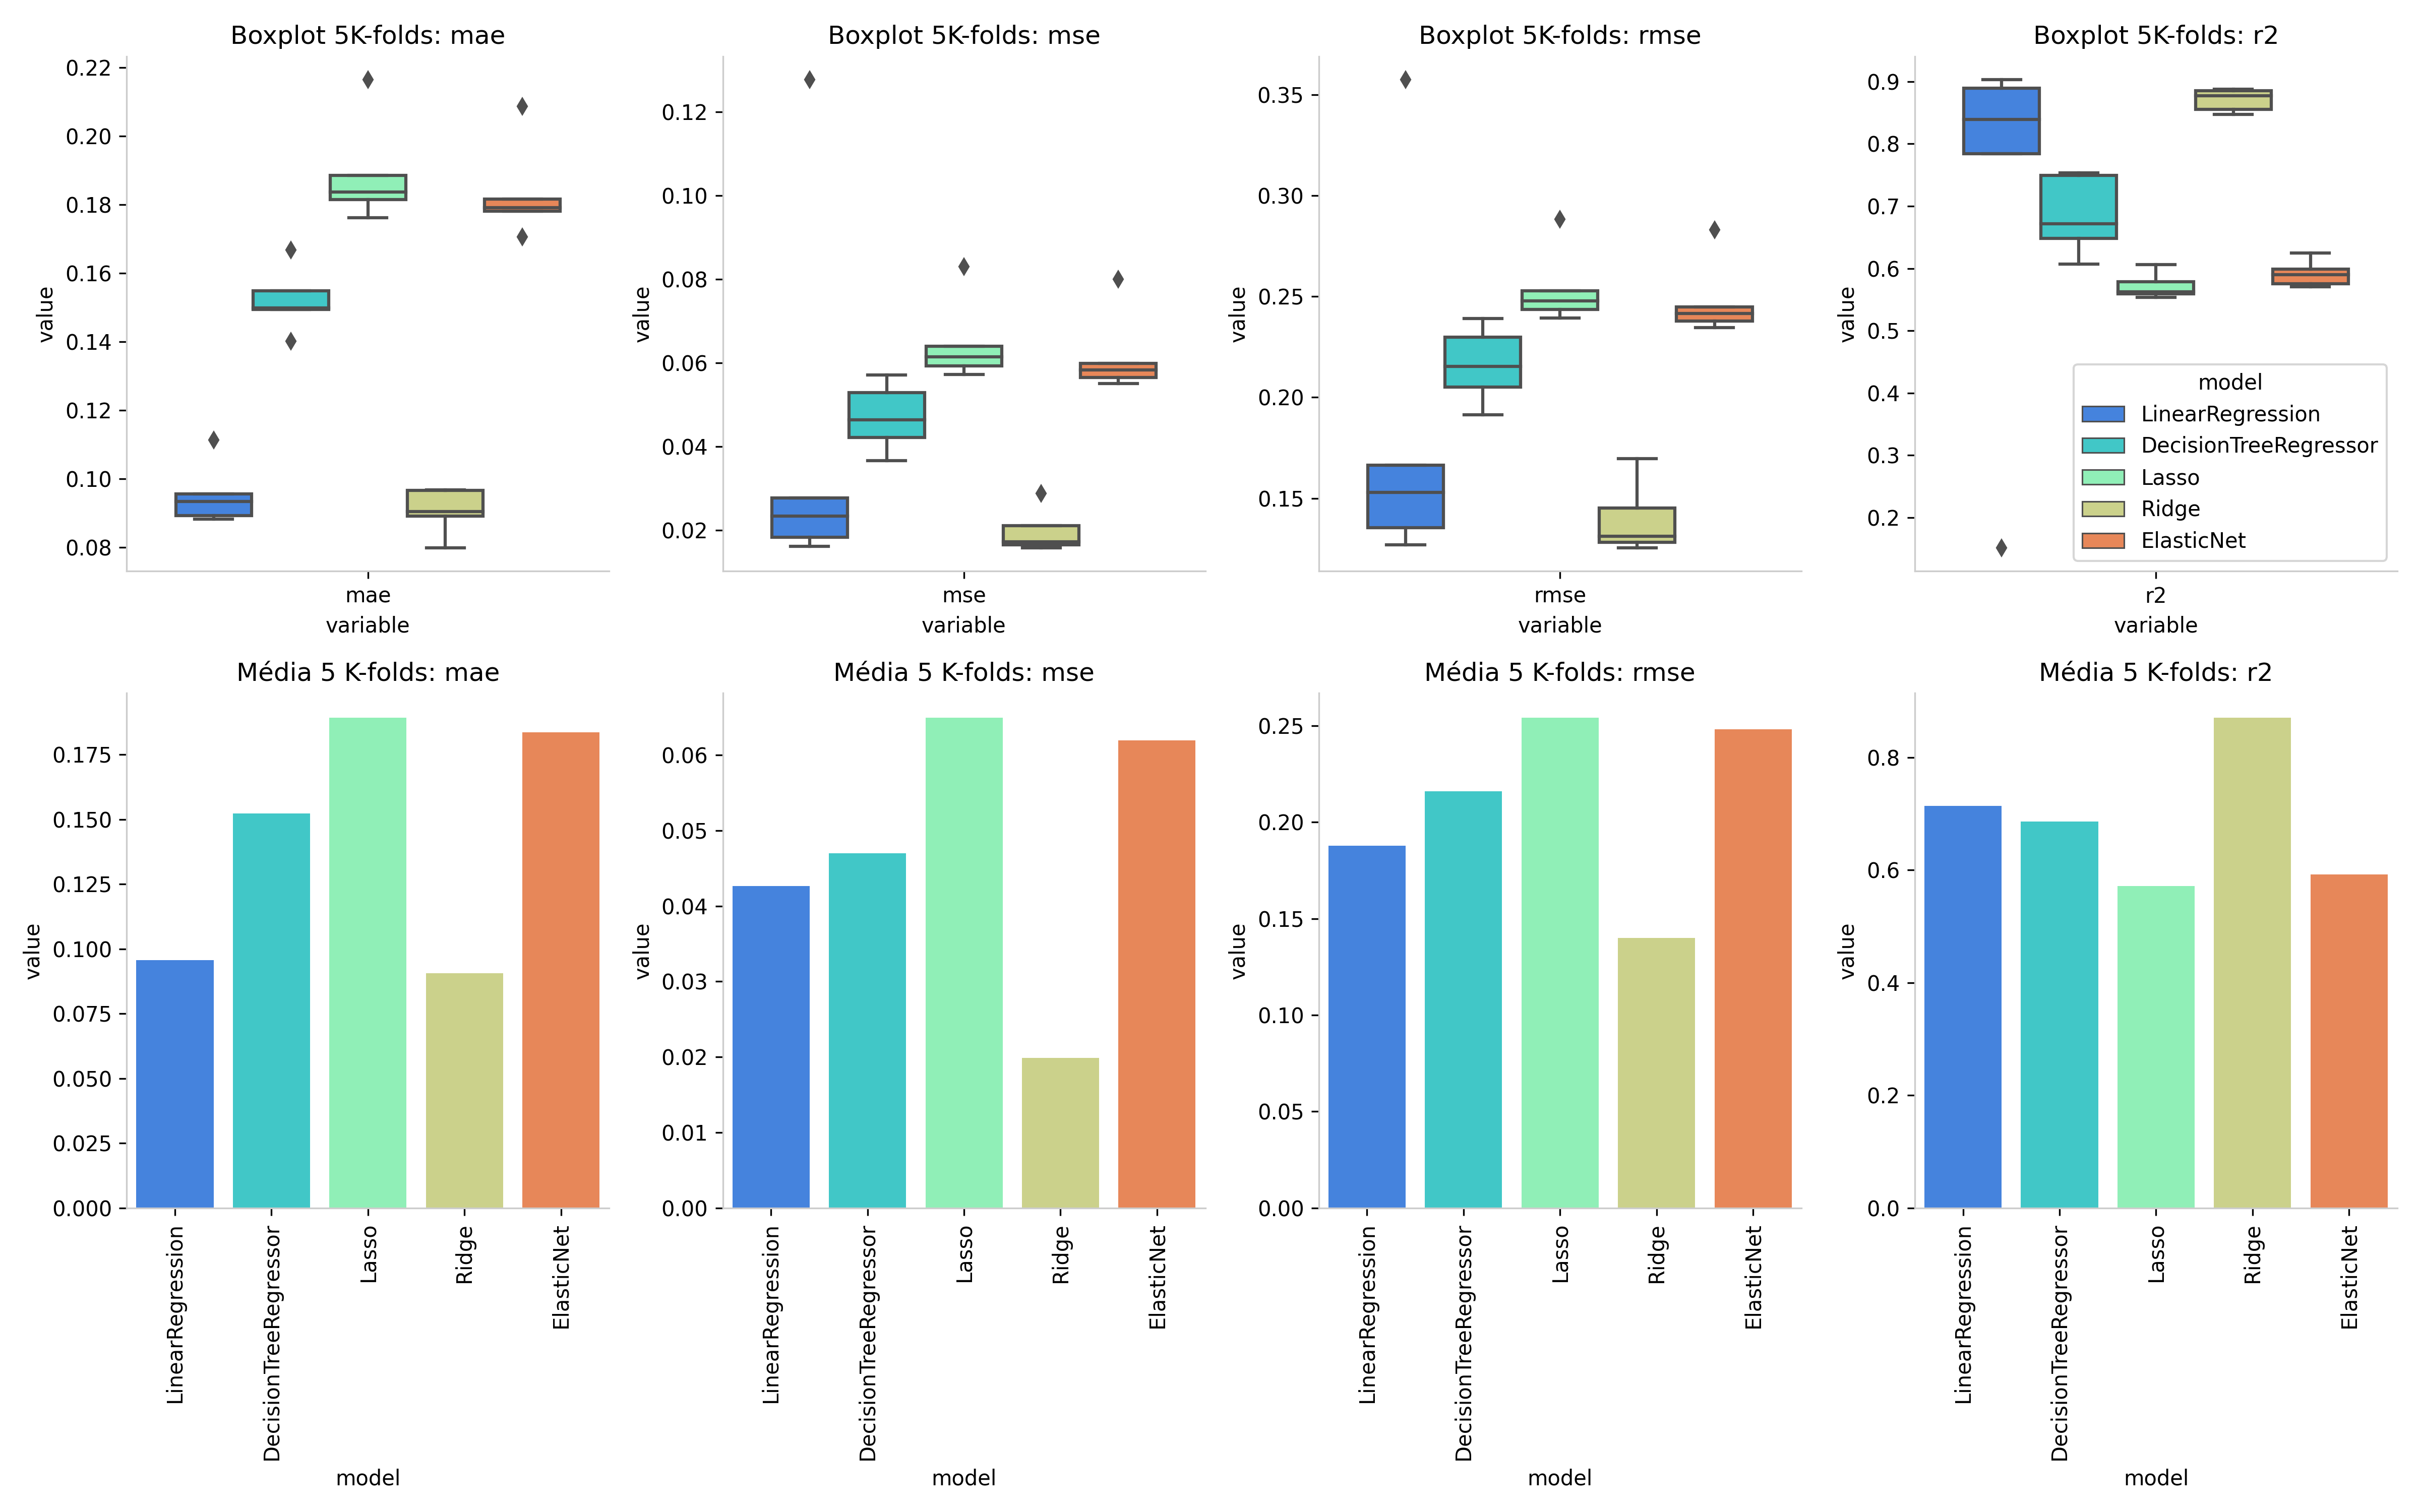 Boxplot 5K-folds: mae
0.22
0.20
0.18
0.16
0.14
0.12
0.10
0.08
value
mae
variable
Boxplot 5K-folds: mse
0.12
0.10
0.08
0.06
0.04
0.02
value
mse
variable
Boxplot 5K-folds: rmse
0.35
0.30
0.25
0.20
0.15
value
rmse
variable
Boxplot 5K-folds: r2
0.9
0.8
0.7
0.6
0.5
0.4
0.3
0.2
value
model
LinearRegression
DecisionTreeRegressor
Lasso
Ridge
ElasticNet
r2
variable
Média 5 K-folds: mae
0.175
0.150
0.125
0.100
0.075
0.050
0.025
0.000
value
LinearRegression
DecisionTreeRegressor
Lasso
Ridge
ElasticNet
model
Média 5 K-folds: mse
0.06
0.05
0.04
0.03
0.02
0.01
0.00
value
LinearRegression
DecisionTreeRegressor
Lasso
Ridge
ElasticNet
model
Média 5 K-folds: rmse
0.25
0.20
0.15
0.10
0.05
0.00
value
LinearRegression
DecisionTreeRegressor
Lasso
Ridge
ElasticNet
model
Média 5 K-folds: r2
0.8
0.6
0.4
0.2
0.0
value
LinearRegression
DecisionTreeRegressor
Lasso
Ridge
ElasticNet
model